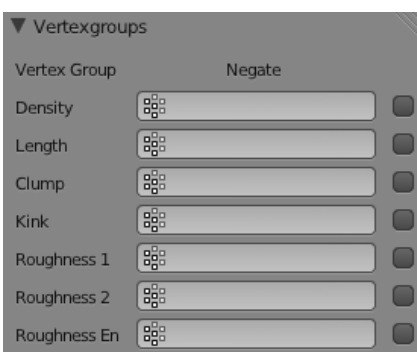 Vertexgroups
Vertex Group Negate
Density
Length
Clump
Kink
Roughness 1
Roughness 2
Roughness En